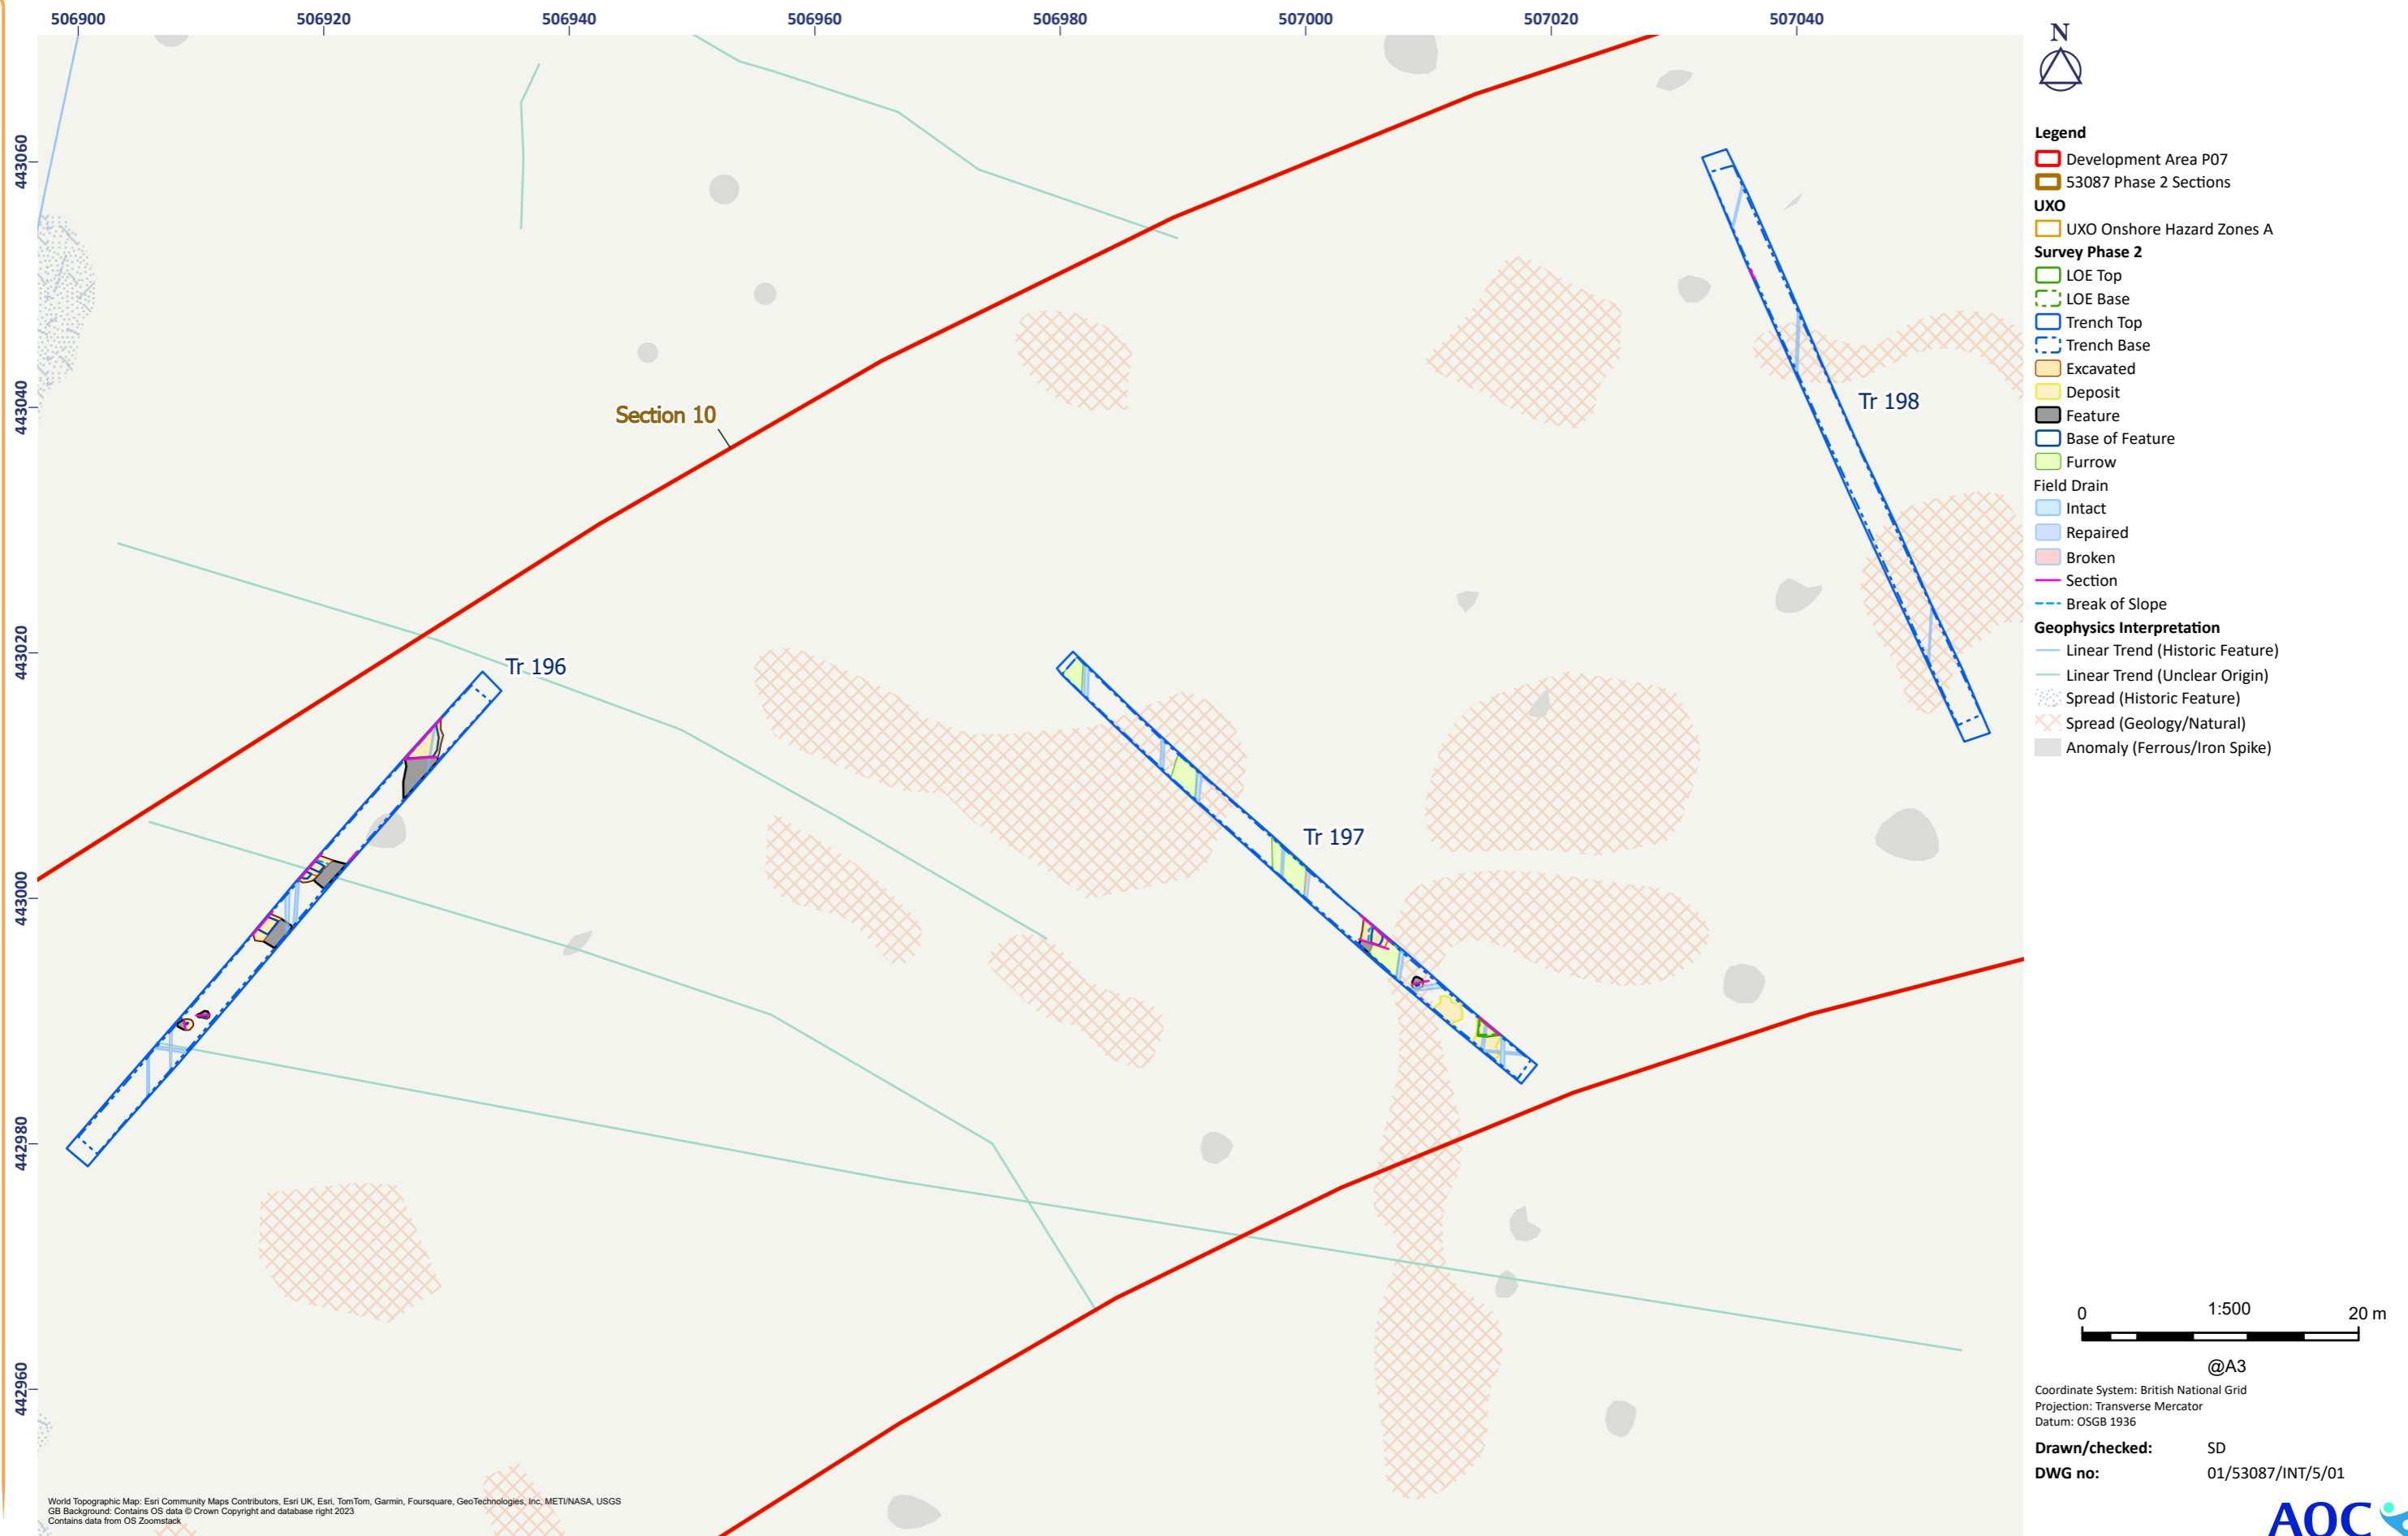 506900 506920 506940 506960 506980 507000 507020 507040
443060
443040
443020
443000
442980
442960
Section 10
Tr 196
Tr 197
Tr 198
N
Legend
Development Area P07
53087 Phase 2 Sections
UXO
UXO Onshore Hazard Zones A
Survey Phase 2
LOE Top
LOE Base
Trench Top
Trench Base
Excavated
Deposit
Feature
Base of Feature
Furrow
Field Drain
Intact
Repaired
Broken
Section
Break of Slope
Geophysics Interpretation
Linear Trend (Historic Feature)
Linear Trend (Unclear Origin)
Spread (Historic Feature)
Spread (Geology/Natural)
Anomaly (Ferrous/Iron Spike)
0 1:500 20 m
@A3
Coordinate System: British National Grid
Projection: Transverse Mercator
Datum: OSGB 1936
Drawn/checked: SD
DWG no: 01/53087/INT/5/01
AOC
World Topographic Map: Esri Community Maps Contributors, Esri UK, Esri, TomTom, Garmin, Foursquare, GeoTechnologies, Inc, METI/NASA, USGS
GB Background: Contains OS data © Crown Copyright and database right 2023
Contains data from OS Zoomstack